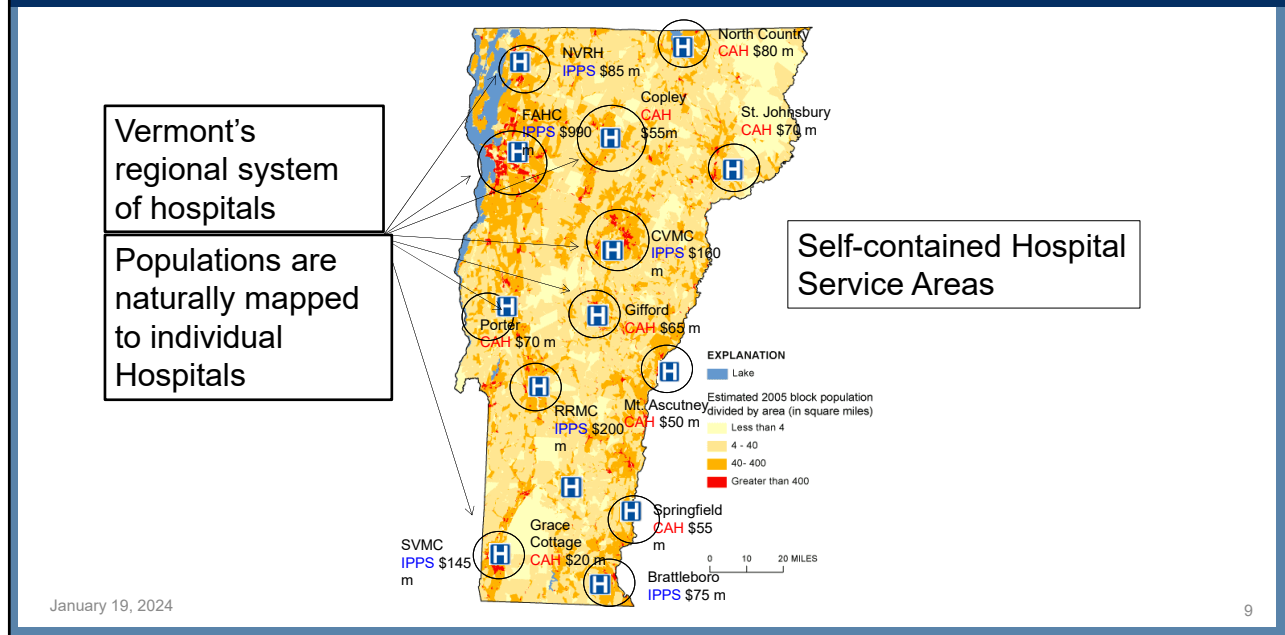 Vermont's
regional system
of hospitals
Populations are
naturally mapped
to individual
Hospitals
NVRH
IPPS $85 m
North Country
CAH $80 m
FAHC
IPPS $990
m
Copley
CAH
$55m
St. Johnsbury
CAH $70 m
CVMC
IPPS $160
m
Self-contained Hospital
Service Areas
Porter
CAH $70 m
Gifford
CAH $65 m
RRMC
IPPS $200
m
Mt. Ascutney
CAH $50 m
EXPLANATION
Lake
Estimated 2005 block population
divided by area (in square miles)
Less than 4
4 - 40
40- 400
Greater than 400
Springfield
CAH $55
m
SVMC
IPPS $145
m
Grace
Cottage
CAH $20 m
Brattleboro
IPPS $75 m
0 10 20 MILES
H
H
H
H
H
H
H
H
H
H
H
H
H
H
January 19, 2024
9